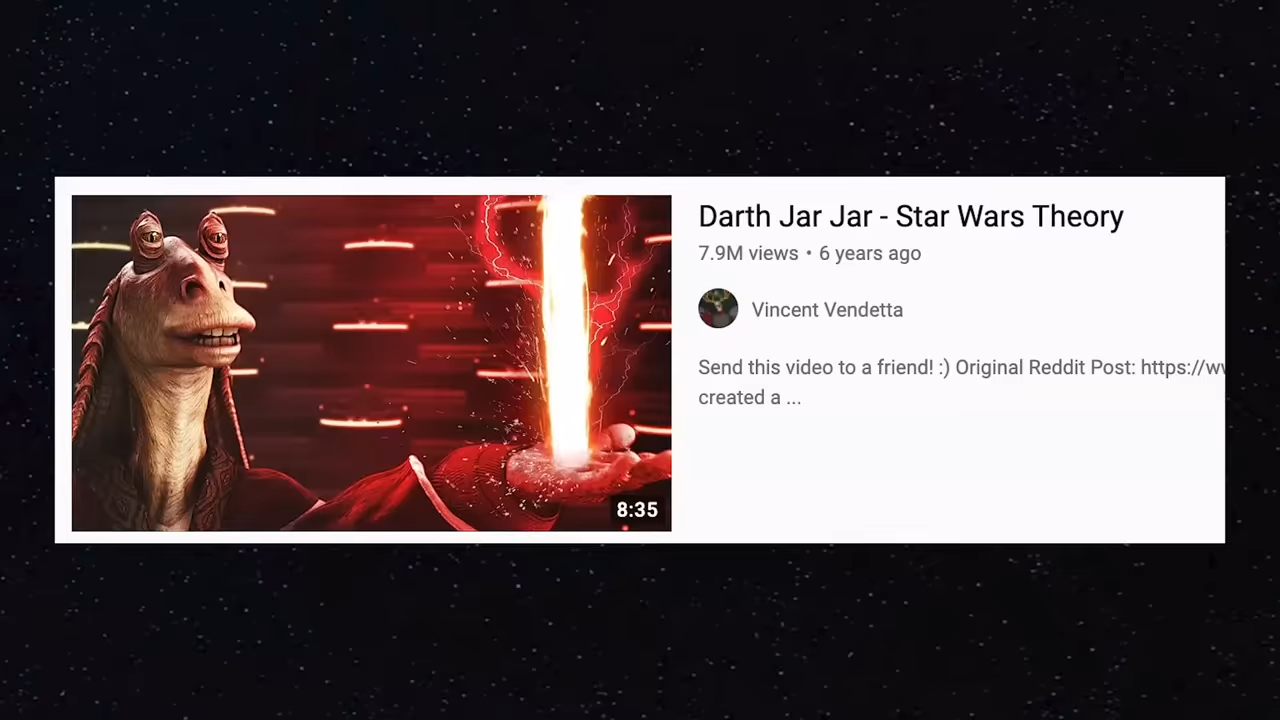 Darth Jar Jar - Star Wars Theory
7.9M views • 6 years ago
Vincent Vendetta
Send this video to a friend! :) Original Reddit Post: https://w
created a ...
8:35